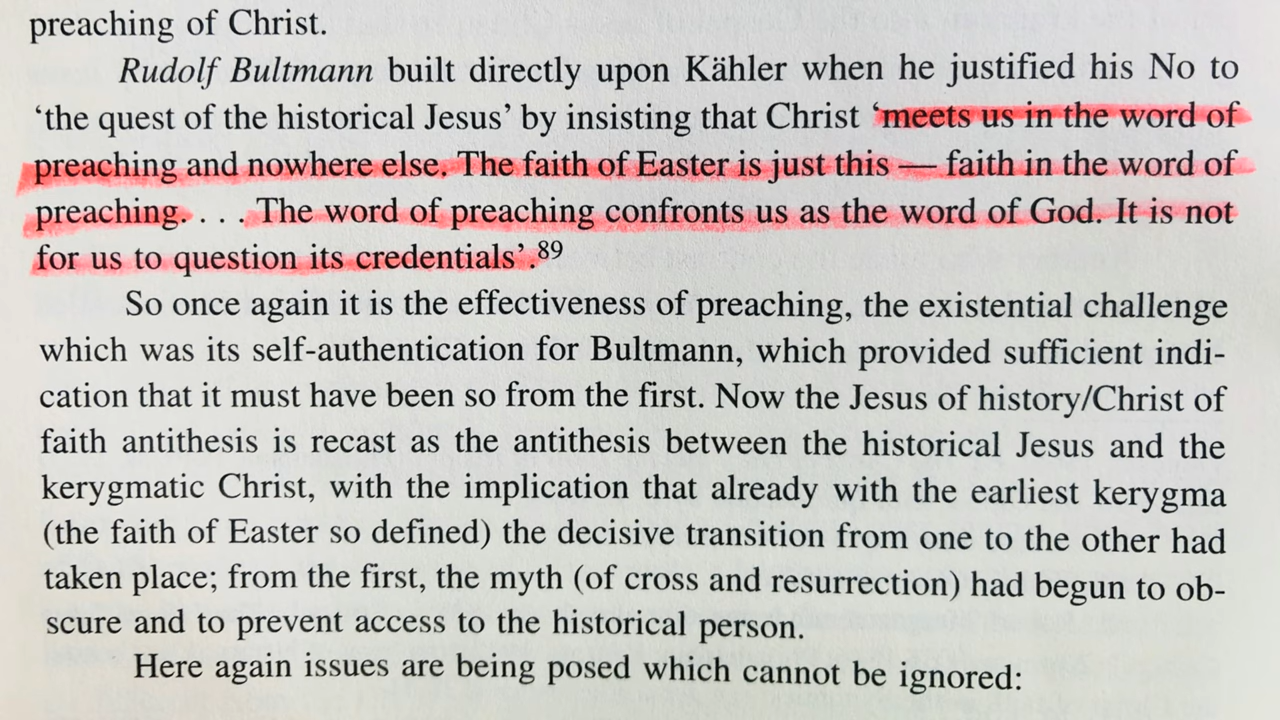 preaching of Christ.
Rudolf Bultmann built directly upon Kähler when he justified his No to
‘the quest of the historical Jesus’ by insisting that Christ ‘meets us in the word of
preaching and nowhere else. The faith of Easter is just this — faith in the word of
preaching. . . . The word of preaching confronts us as the word of God. It is not
for us to question its credentials’.89
So once again it is the effectiveness of preaching, the existential challenge
which was its self-authentication for Bultmann, which provided sufficient indi-
cation that it must have been so from the first. Now the Jesus of history/Christ of
faith antithesis is recast as the antithesis between the historical Jesus and the
kerygmatic Christ, with the implication that already with the earliest kerygma
(the faith of Easter so defined) the decisive transition from one to the other had
taken place; from the first, the myth (of cross and resurrection) had begun to ob-
scure and to prevent access to the historical person.
Here again issues are being posed which cannot be ignored: